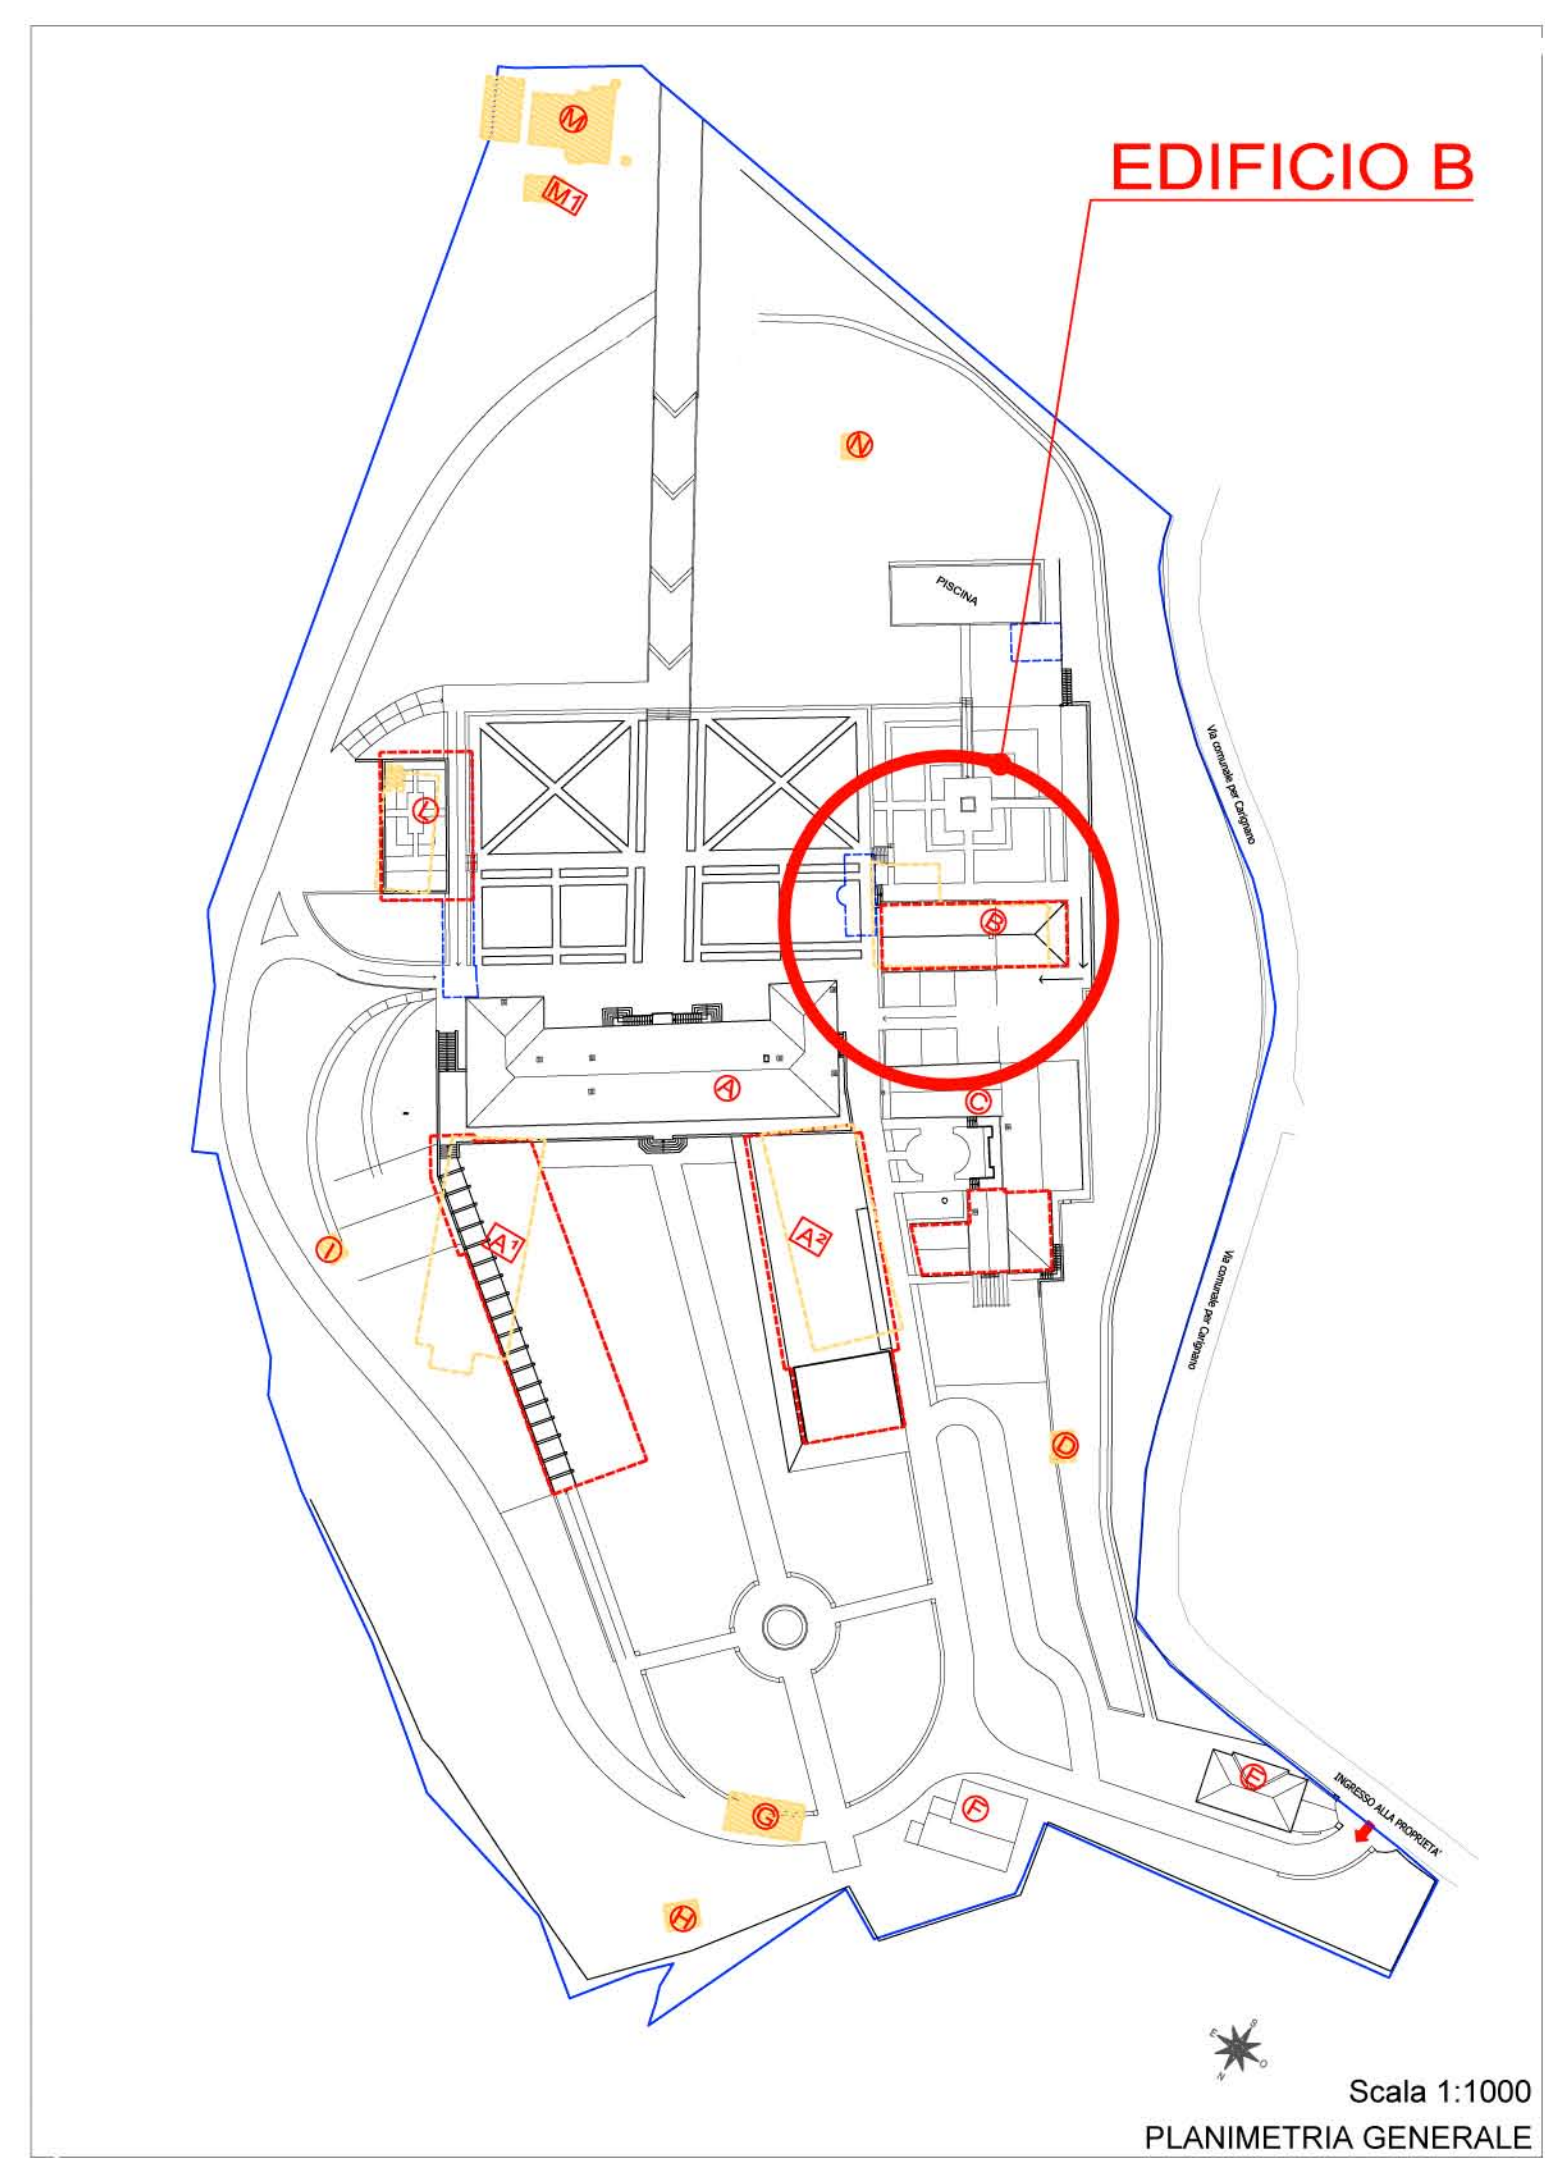 M
M1
EDIFICIO B
N
PISCINA
Via comunale per Carignano
L
B
A
C
A1
A2
I
Via comunale per Carignano
D
E
INGRESSO ALLA PROPRIETA'
F
G
H
S
E
O
N
Scala 1:1000
PLANIMETRIA GENERALE